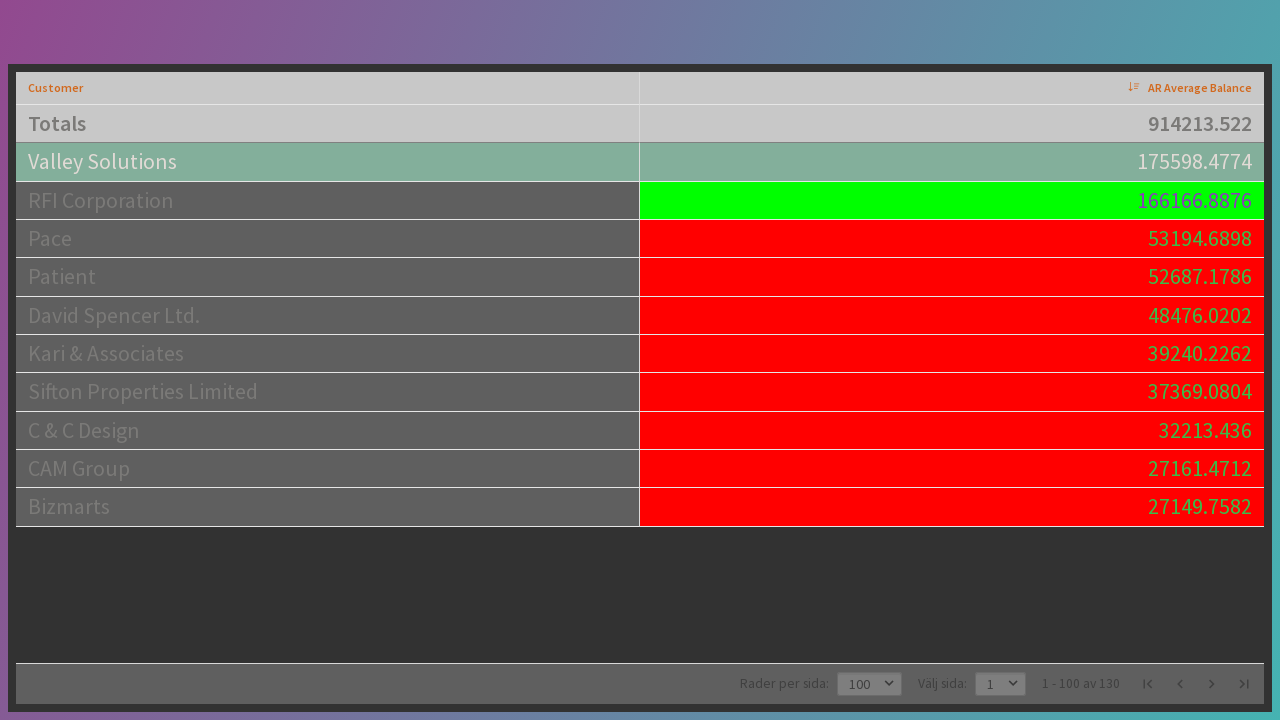 Customer AR Average Balance
Totals 914213.522
Valley Solutions 175598.4774
RFI Corporation 166166.8876
Pace 53194.6898
Patient 52687.1786
David Spencer Ltd. 48476.0202
Kari & Associates 39240.2262
Sifton Properties Limited 37369.0804
C & C Design 32213.436
CAM Group 27161.4712
Bizmarts 27149.7582
Rader per sida: 100 Välj sida: 1 1 - 100 av 130